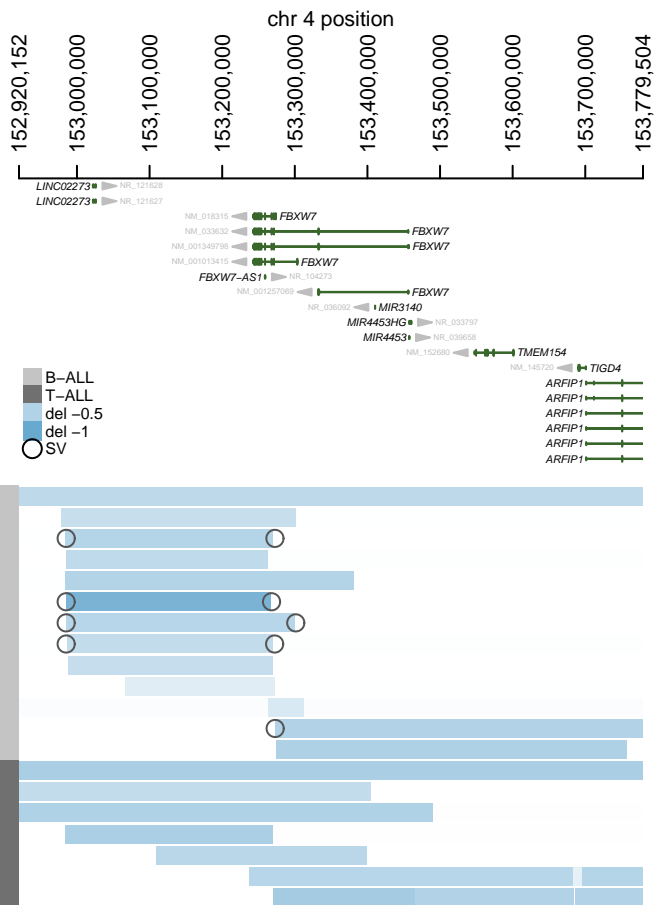 chr 4 position
152,920,152
153,000,000
153,100,000
153,200,000
153,300,000
153,400,000
153,500,000
153,600,000
153,700,000
153,779,504
LINC02273 NR_121628
LINC02273 NR_121627
NM_018315 FBXW7
NM_033632 FBXW7
NM_001349798 FBXW7
NM_001013415 FBXW7
FBXW7−AS1 NR_104273
NM_001257069 FBXW7
NR_036092 MIR3140
MIR4453HG NR_033797
MIR4453 NR_039658
NM_152680 TMEM154
NM_145720 TIGD4
ARFIP1
ARFIP1
ARFIP1
ARFIP1
ARFIP1
ARFIP1
B−ALL
T−ALL
del −0.5
del −1
SV